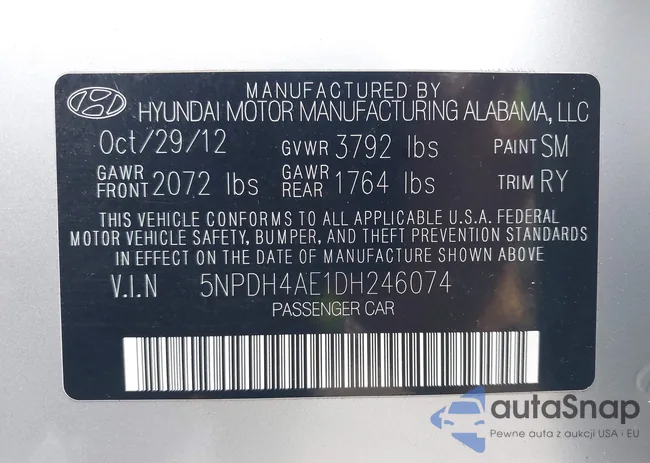 MANUFACTURED BY
HYUNDAI MOTOR MANUFACTURING ALABAMA, LLC
Oct/29/12 GVWR 3792 lbs PAINT SM
GAWR FRONT 2072 lbs GAWR REAR 1764 lbs TRIM RY
THIS VEHICLE CONFORMS TO ALL APPLICABLE U.S.A. FEDERAL
MOTOR VEHICLE SAFETY, BUMPER, AND THEFT PREVENTION STANDARDS
IN EFFECT ON THE DATE OF MANUFACTURE SHOWN ABOVE
V.I.N 5NPDH4AE1DH246074
PASSENGER CAR
autaSnap
Pewne auta z aukcji USA i EU